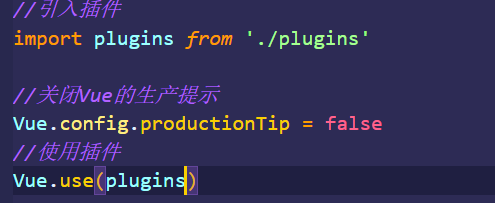 //引入插件
import plugins from './plugins'
//关闭Vue的生产提示
Vue.config.productionTip = false
//使用插件
Vue.use(plugins)